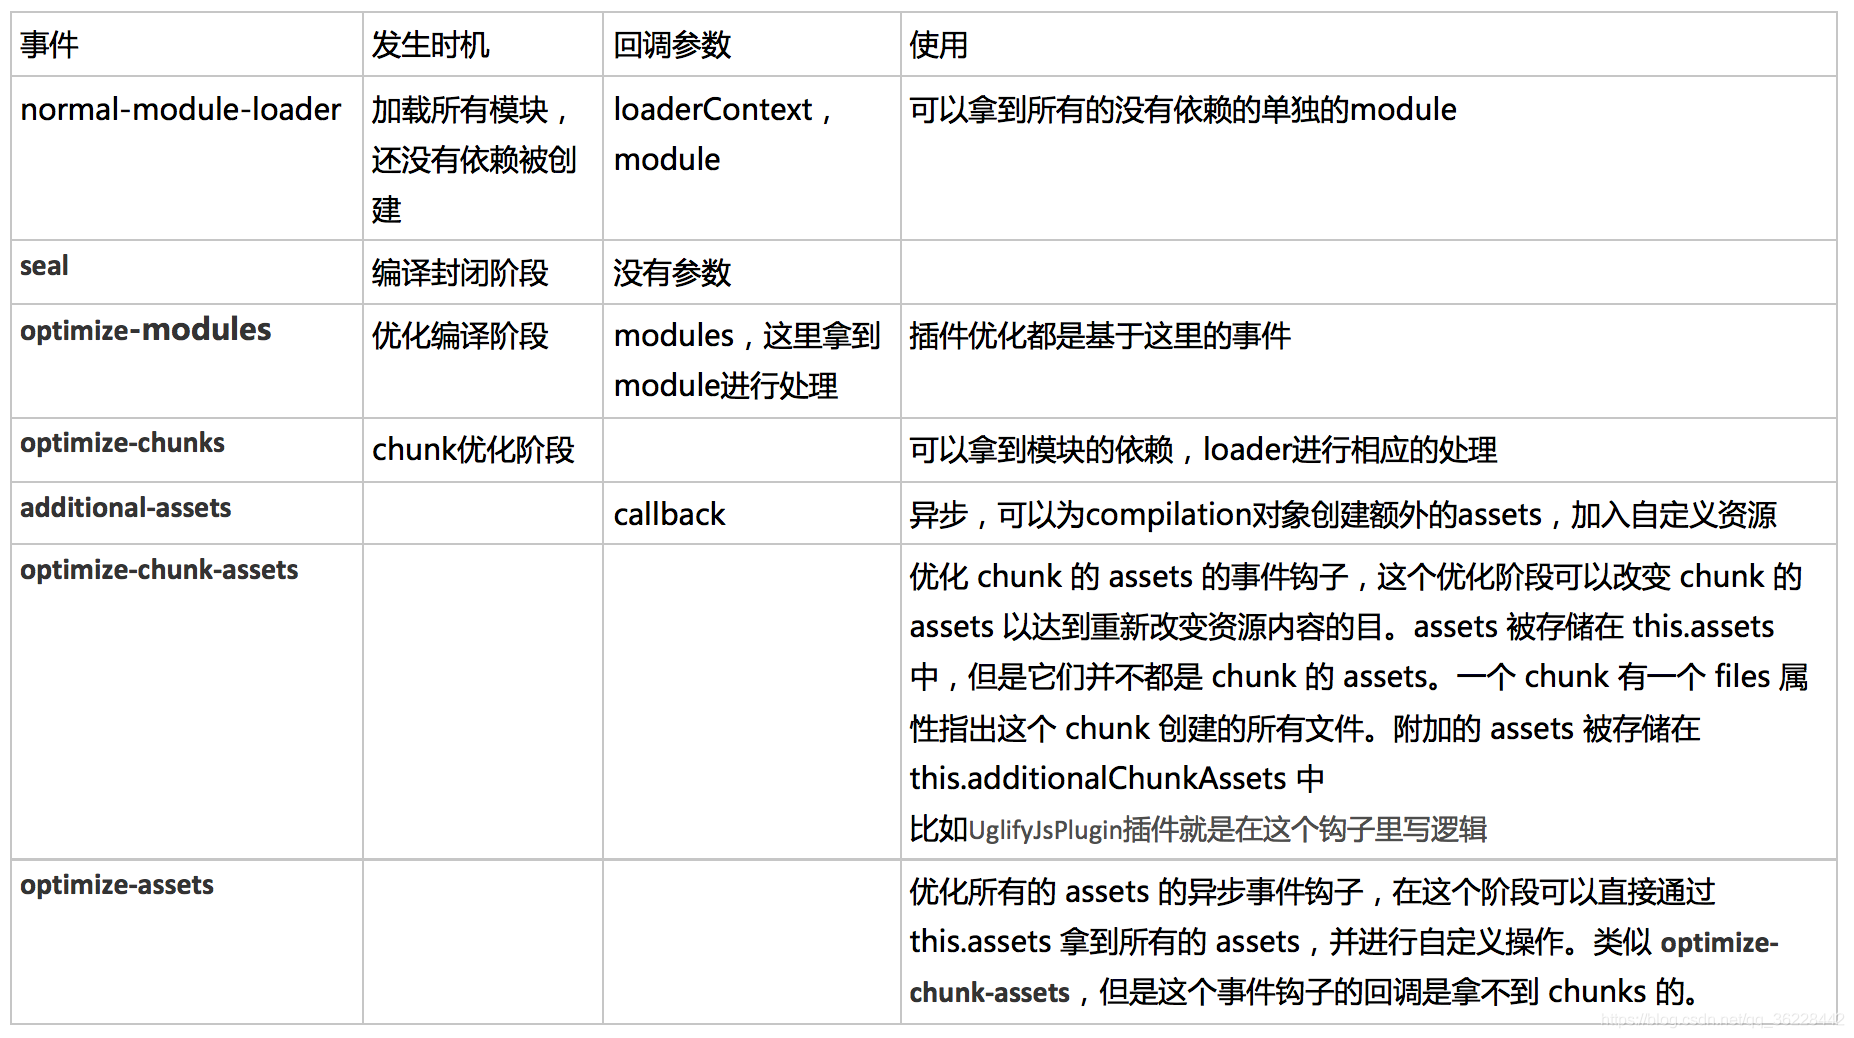 事件 发生时机 回调参数 使用
normal-module-loader 加载所有模块， loaderContext， 可以拿到所有的没有依赖的单独的module
还没有依赖被创 module
建
seal 编译封闭阶段 没有参数
optimize-modules 优化编译阶段 modules，这里拿到 插件优化都是基于这里的事件
module进行处理
optimize-chunks chunk优化阶段 可以拿到模块的依赖，loader进行相应的处理
additional-assets callback 异步，可以为compilation对象创建额外的assets，加入自定义资源
optimize-chunk-assets 优化 chunk 的 assets 的事件钩子，这个优化阶段可以改变 chunk 的
assets 以达到重新改变资源内容的目。assets 被存储在 this.assets
中，但是它们并不都是 chunk 的 assets。一个 chunk 有一个 files 属
性指出这个 chunk 创建的所有文件。附加的 assets 被存储在
this.additionalChunkAssets 中
比如UglifyJsPlugin插件就是在这个钩子里写逻辑
optimize-assets 优化所有的 assets 的异步事件钩子，在这个阶段可以直接通过
this.assets 拿到所有的 assets，并进行自定义操作。类似 optimize-
chunk-assets，但是这个事件钩子的回调是拿不到 chunks 的。
https://blog.csdn.net/qq_36228442